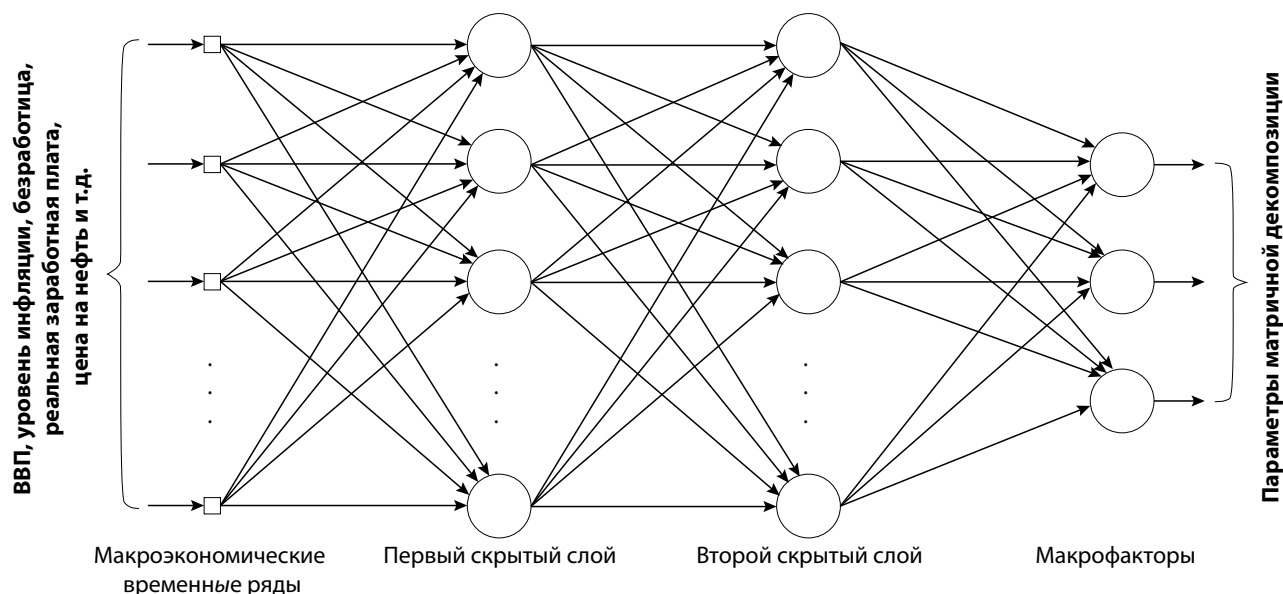 ВВП, уровень инфляции, безработица,
реальная заработная плата,
цена на нефть и т.д.
Параметры матричной декомпозиции
Макроэкономические
временные ряды
Первый скрытый слой
Второй скрытый слой
Макрофакторы